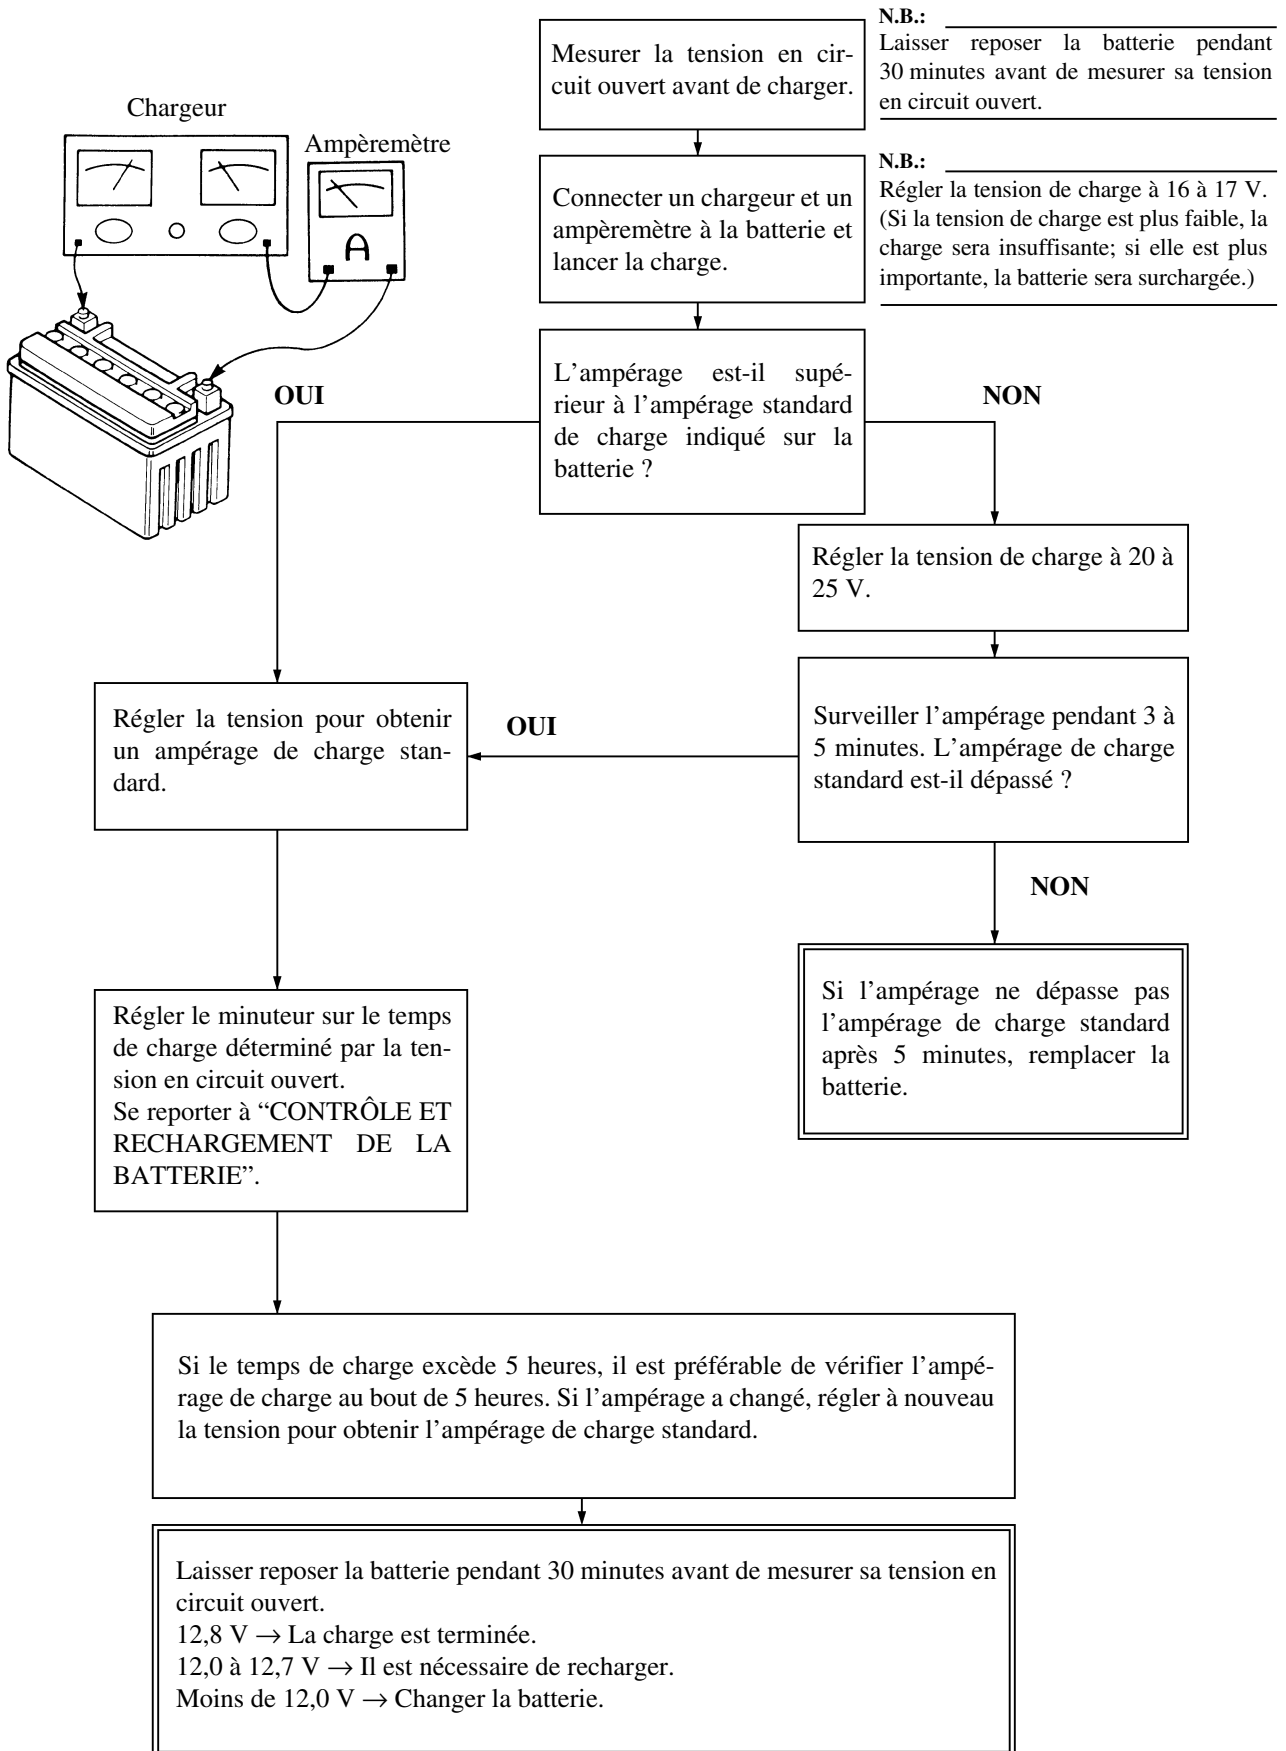 Chargeur
Ampèremètre
A
Mesurer la tension en cir-
cuit ouvert avant de charger.
N.B.:
Laisser reposer la batterie pendant
30 minutes avant de mesurer sa tension
en circuit ouvert.
Connecter un chargeur et un
ampèremètre à la batterie et
lancer la charge.
N.B.:
Régler la tension de charge à 16 à 17 V.
(Si la tension de charge est plus faible, la
charge sera insuffisante; si elle est plus
importante, la batterie sera surchargée.)
L’ampérage est-il supé-
rieur à l’ampérage standard
de charge indiqué sur la
batterie ?
OUI
NON
Régler la tension de charge à 20 à
25 V.
Surveiller l’ampérage pendant 3 à
5 minutes. L’ampérage de charge
standard est-il dépassé ?
OUI
NON
Régler la tension pour obtenir
un ampérage de charge stan-
dard.
Si l’ampérage ne dépasse pas
l’ampérage de charge standard
après 5 minutes, remplacer la
batterie.
Régler le minuteur sur le temps
de charge déterminé par la ten-
sion en circuit ouvert.
Se reporter à “CONTRÔLE ET
RECHARGEMENT DE LA
BATTERIE”.
Si le temps de charge excède 5 heures, il est préférable de vérifier l’ampé-
rage de charge au bout de 5 heures. Si l’ampérage a changé, régler à nouveau
la tension pour obtenir l’ampérage de charge standard.
Laisser reposer la batterie pendant 30 minutes avant de mesurer sa tension en
circuit ouvert.
12,8 V → La charge est terminée.
12,0 à 12,7 V → Il est nécessaire de recharger.
Moins de 12,0 V → Changer la batterie.